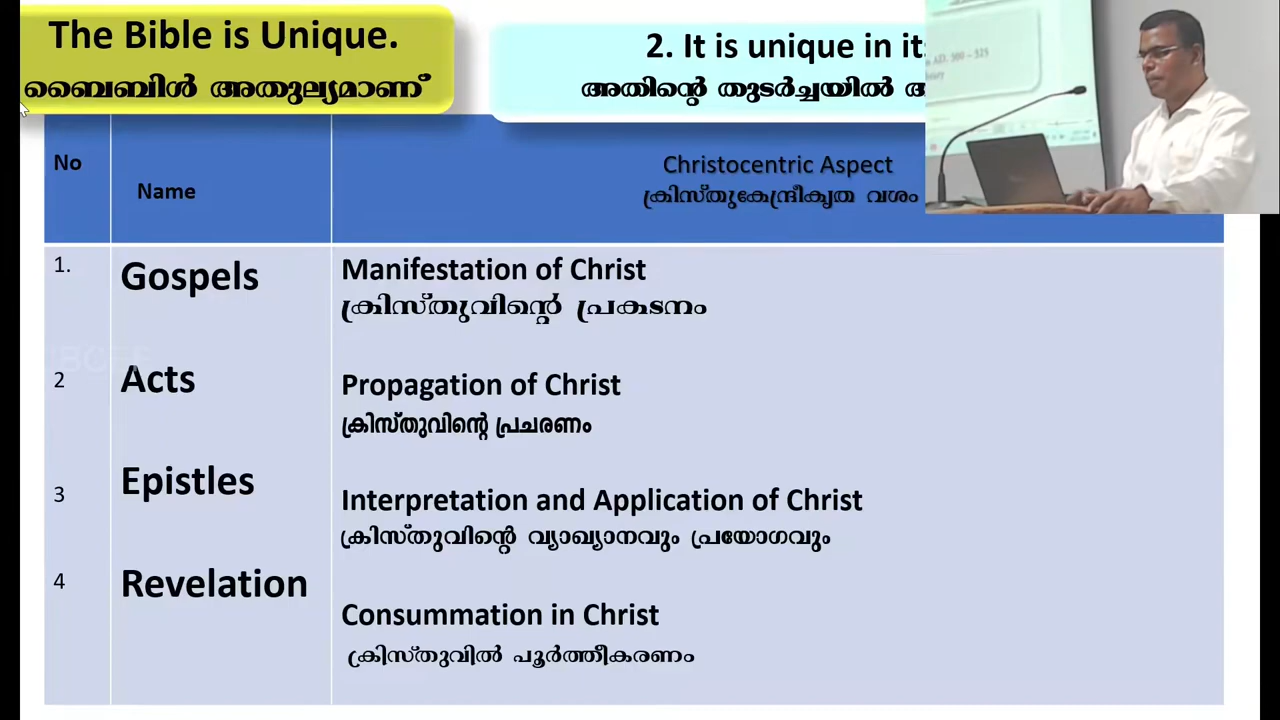 The Bible is Unique.
ബൈബിൾ അതുല്യമാണ്
2. It is unique in its
അതിന്റെ തുടർച്ചയിൽ
No
Name
Christocentric Aspect
ക്രിസ്തുകേന്ദ്രീകൃത വശം
1.
Gospels
Manifestation of Christ
ക്രിസ്തുവിന്റെ പ്രകടനം
2
Acts
Propagation of Christ
ക്രിസ്തുവിന്റെ പ്രചരണം
3
Epistles
Interpretation and Application of Christ
ക്രിസ്തുവിന്റെ വ്യാഖ്യാനവും പ്രയോഗവും
4
Revelation
Consummation in Christ
ക്രിസ്തുവിൽ പൂർത്തീകരണം